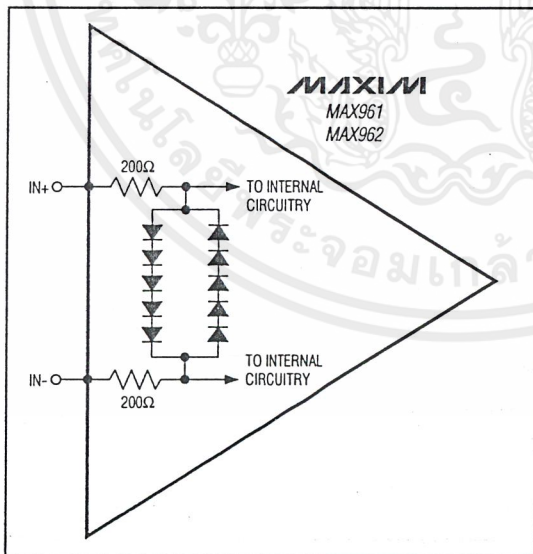 MAXIM
MAX961
MAX962
200Ω
IN+
TO INTERNAL
CIRCUITRY
TO INTERNAL
CIRCUITRY
IN-
200Ω